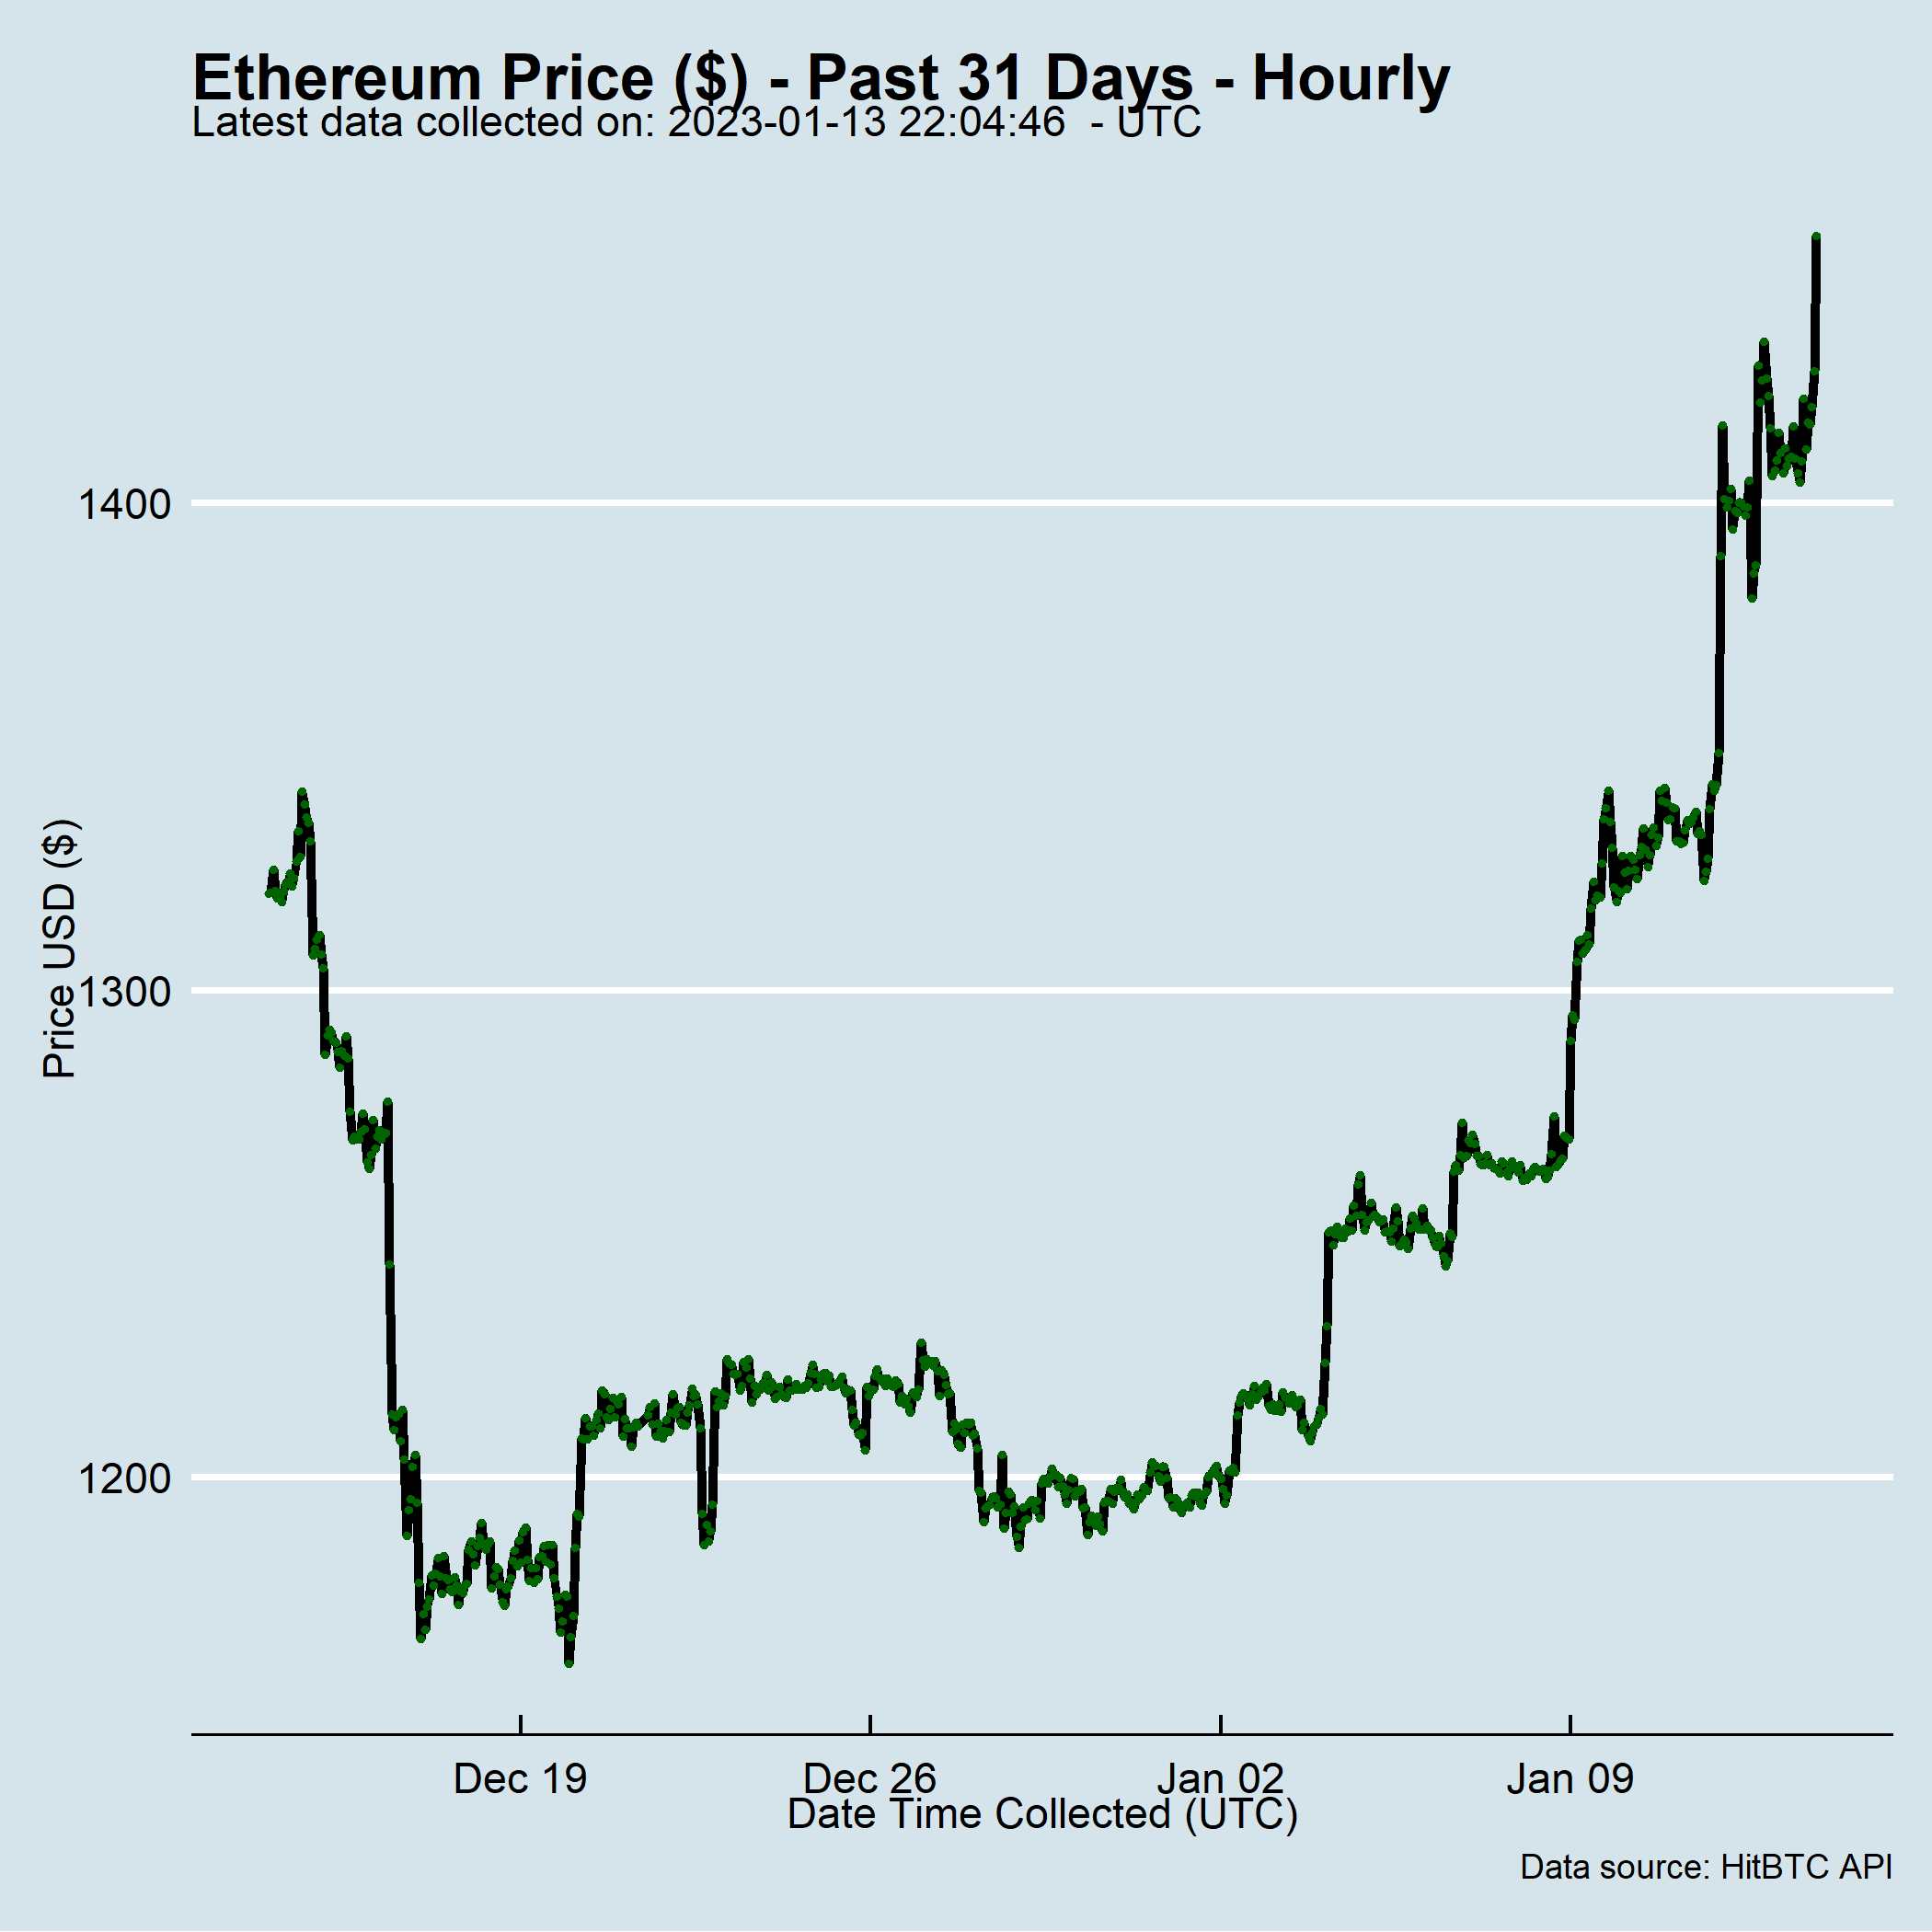 Ethereum Price ($) - Past 31 Days - Hourly
Latest data collected on: 2023-01-13 22:04:46  - UTC
Price USD ($)
1400
1300
1200
Dec 19
Dec 26
Jan 02
Jan 09
Date Time Collected (UTC)
Data source: HitBTC API